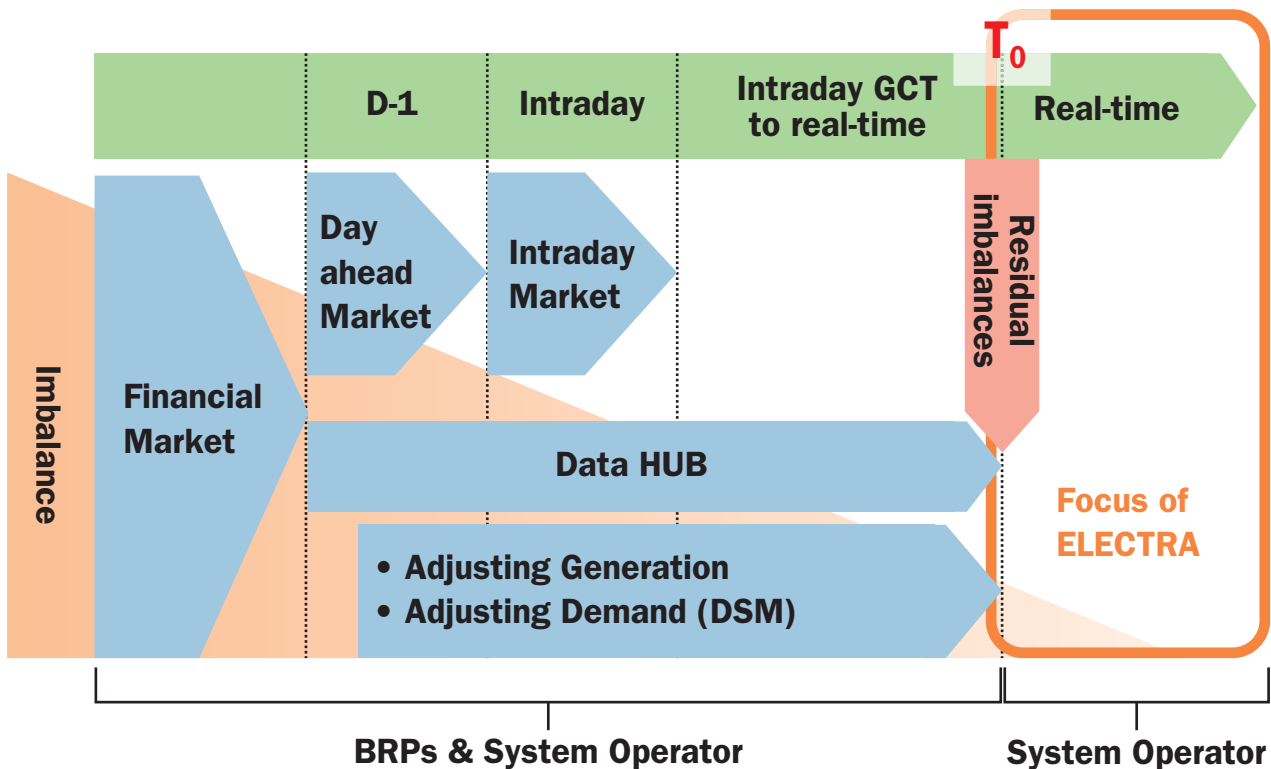 T0
D-1
Intraday
Intraday GCT
to real-time
Real-time
Day
ahead
Market
Intraday
Market
Residual
imbalances
Imbalance
Financial
Market
Data HUB
Focus of
ELECTRA
• Adjusting Generation
• Adjusting Demand (DSM)
BRPs & System Operator
System Operator